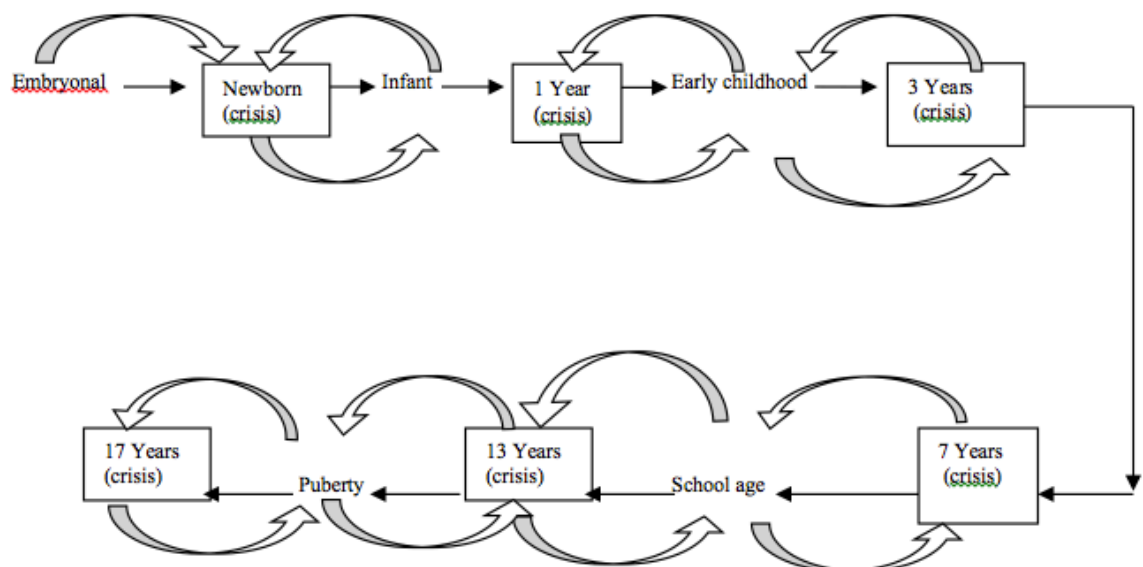 Embryonal
Newborn
(crisis)
Infant
1 Year
(crisis)
Early childhood
3 Years
(crisis)
17 Years
(crisis)
Puberty
13 Years
(crisis)
School age
7 Years
(crisis)